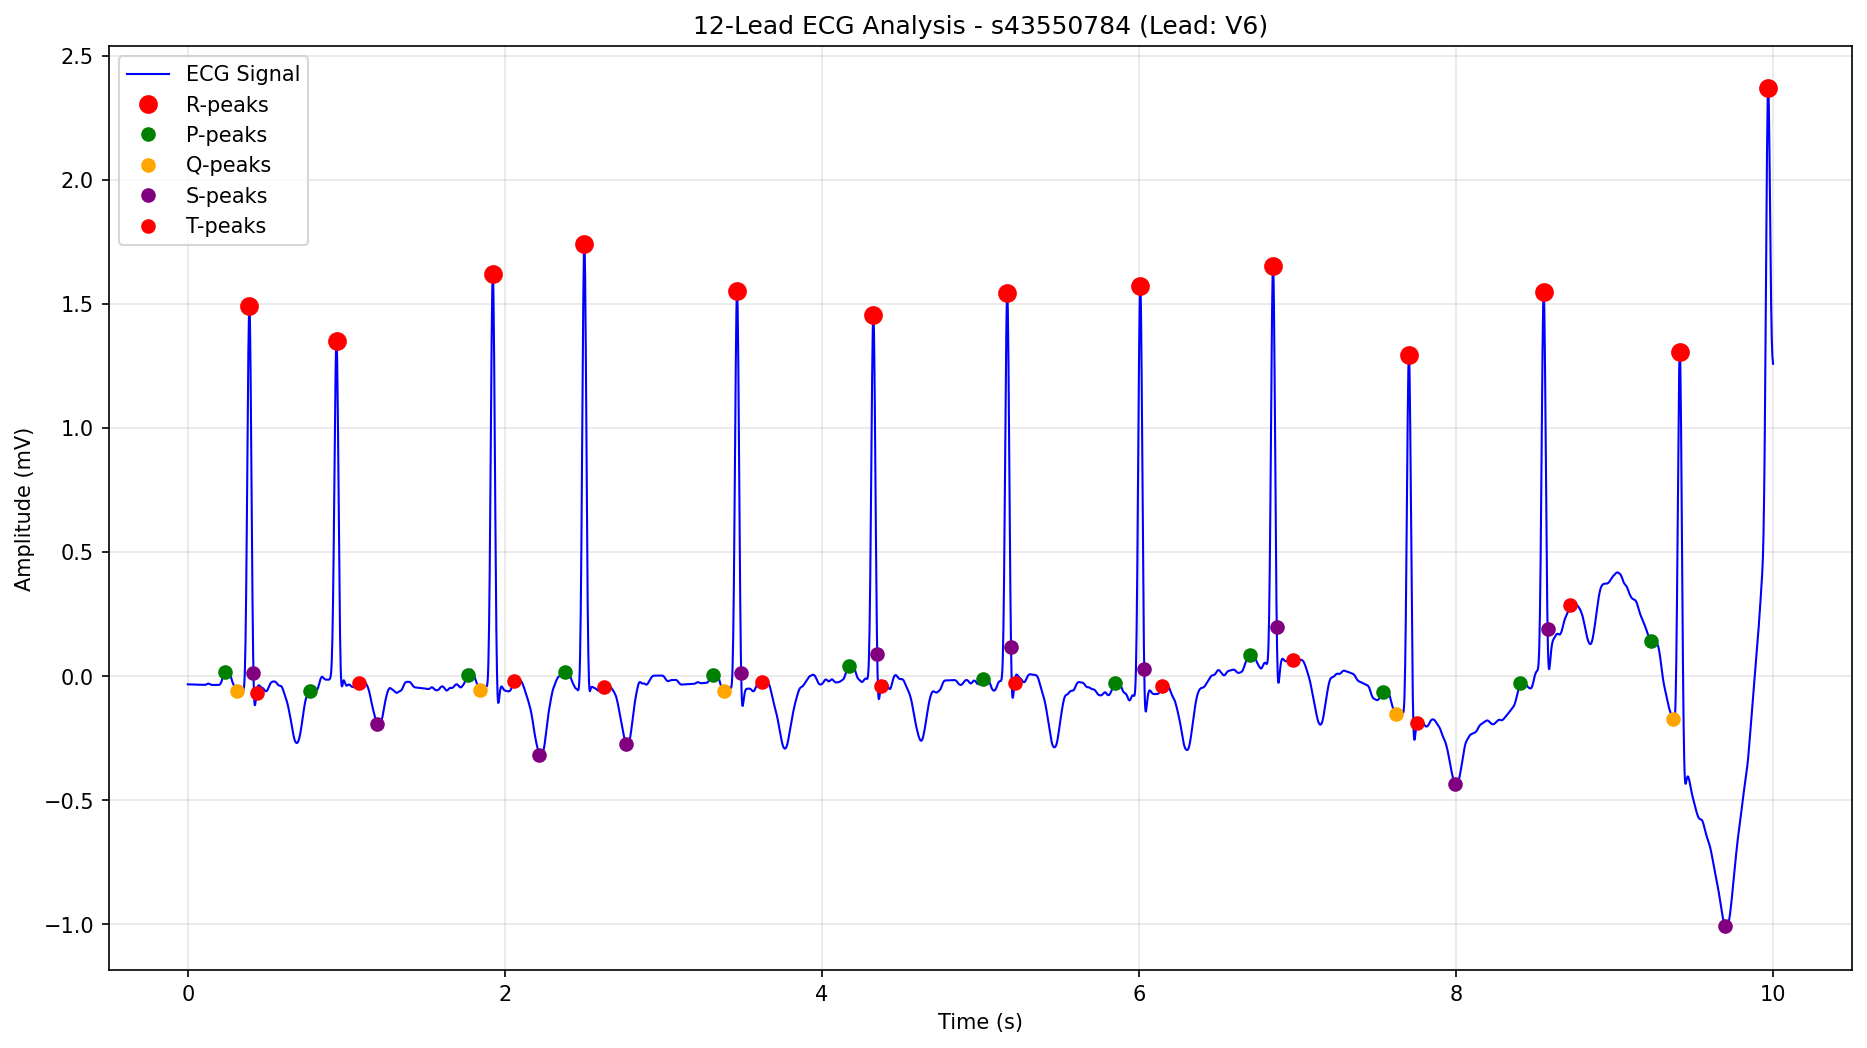 12-Lead ECG Analysis - s43550784 (Lead: V6)
ECG Signal
R-peaks
P-peaks
Q-peaks
S-peaks
T-peaks
2.5
2.0
1.5
1.0
0.5
0.0
−0.5
−1.0
Amplitude (mV)
0 2 4 6 8 10
Time (s)